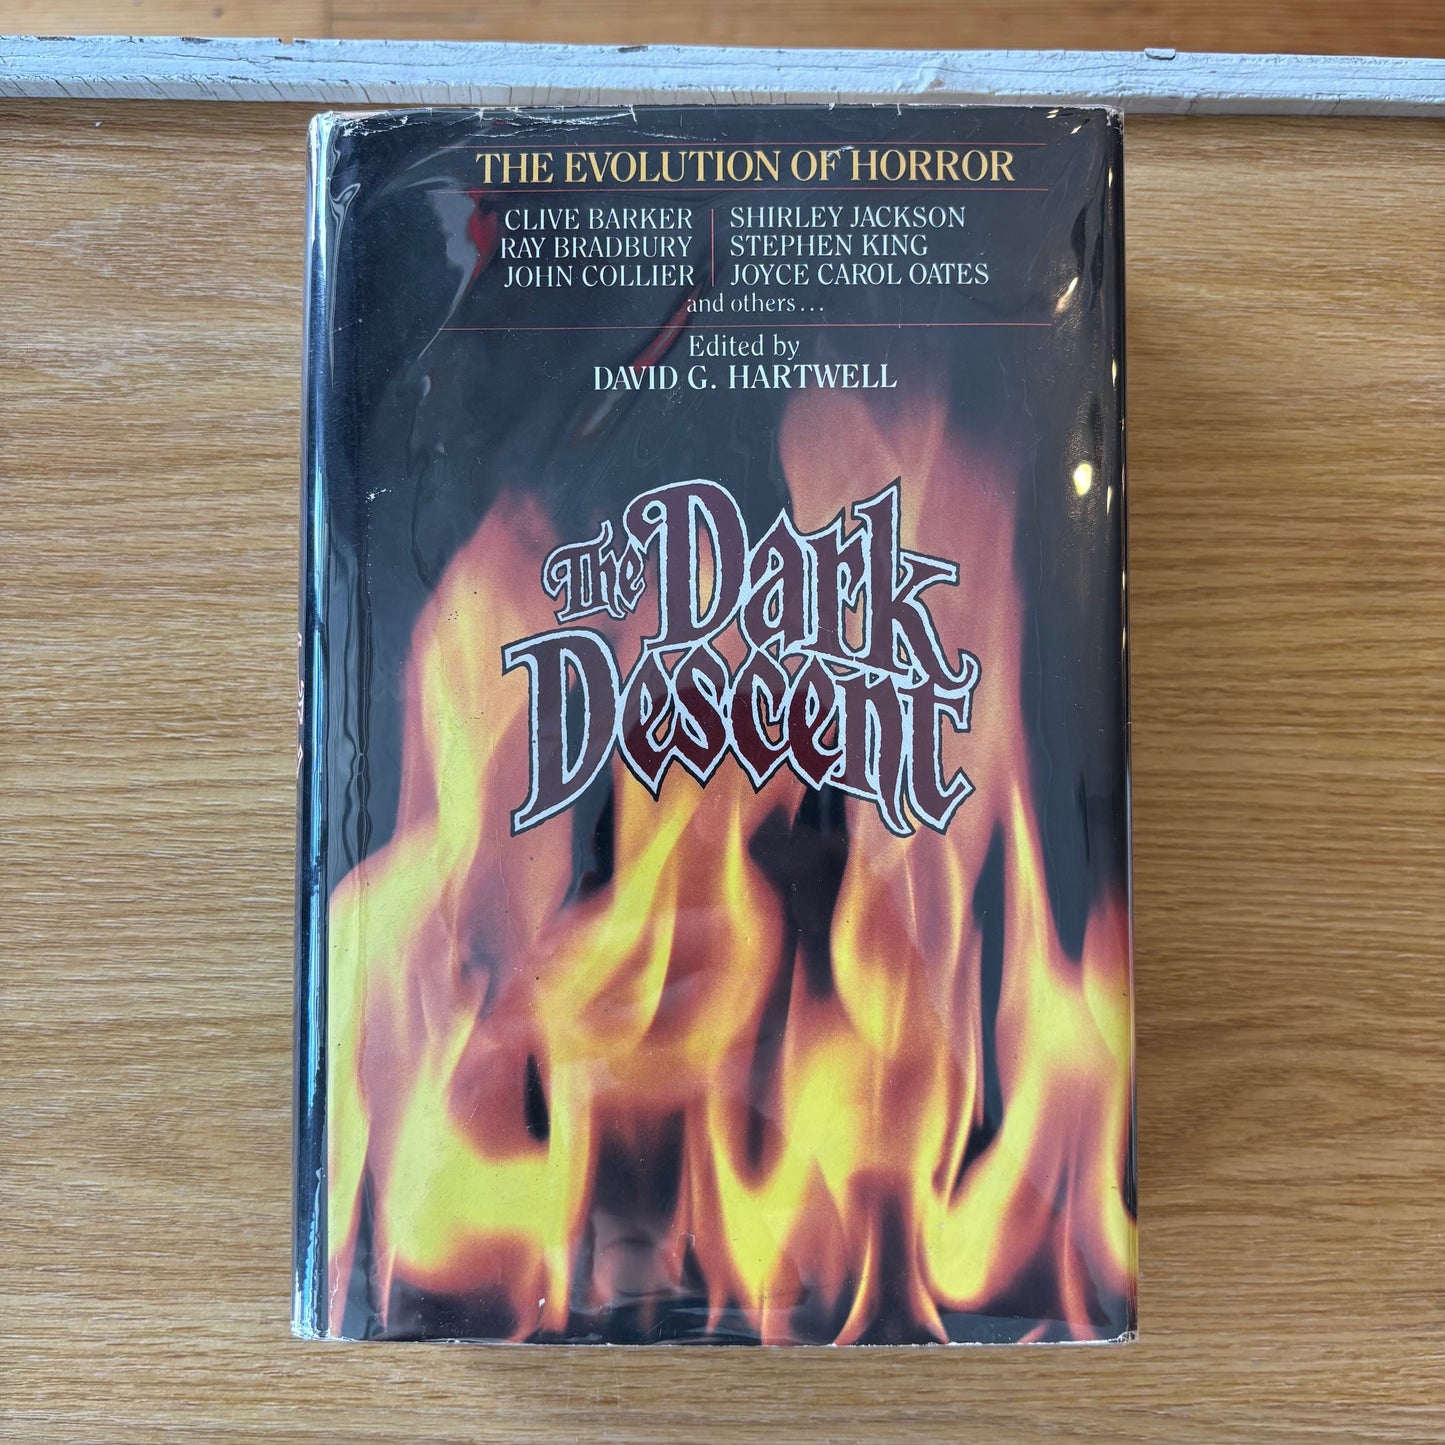 THE EVOLUTION OF HORROR
CLIVE BARKER
RAY BRADBURY
JOHN COLLIER
SHIRLEY JACKSON
STEPHEN KING
JOYCE CAROL OATES
and others...
Edited by
DAVID G. HARTWELL
The Dark
Descent